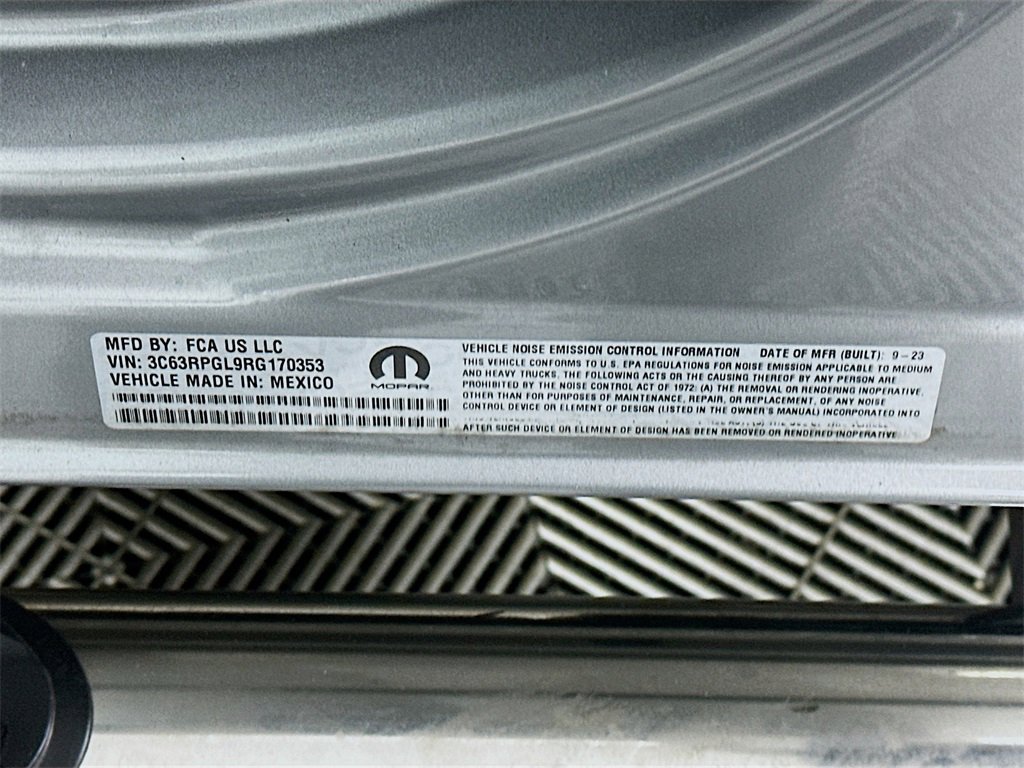 MFD BY: FCA US LLC
VIN: 3C63RPGL9RG170353
VEHICLE MADE IN: MEXICO
MOPAR
VEHICLE NOISE EMISSION CONTROL INFORMATION DATE OF MFR (BUILT): 9-23
THIS VEHICLE CONFORMS TO U.S. EPA REGULATIONS FOR NOISE EMISSION APPLICABLE TO MEDIUM
AND HEAVY TRUCKS. THE FOLLOWING ACTS OR THE CAUSING THEREOF BY ANY PERSON ARE
PROHIBITED BY THE NOISE CONTROL ACT OF 1972: (A) THE REMOVAL OR RENDERING INOPERATIVE,
OTHER THAN FOR PURPOSES OF MAINTENANCE, REPAIR, OR REPLACEMENT, OF ANY NOISE
CONTROL DEVICE OR ELEMENT OF DESIGN (LISTED IN THE OWNER'S MANUAL) INCORPORATED INTO
AFTER SUCH DEVICE OR ELEMENT OF DESIGN HAS BEEN REMOVED OR RENDERED INOPERATIVE